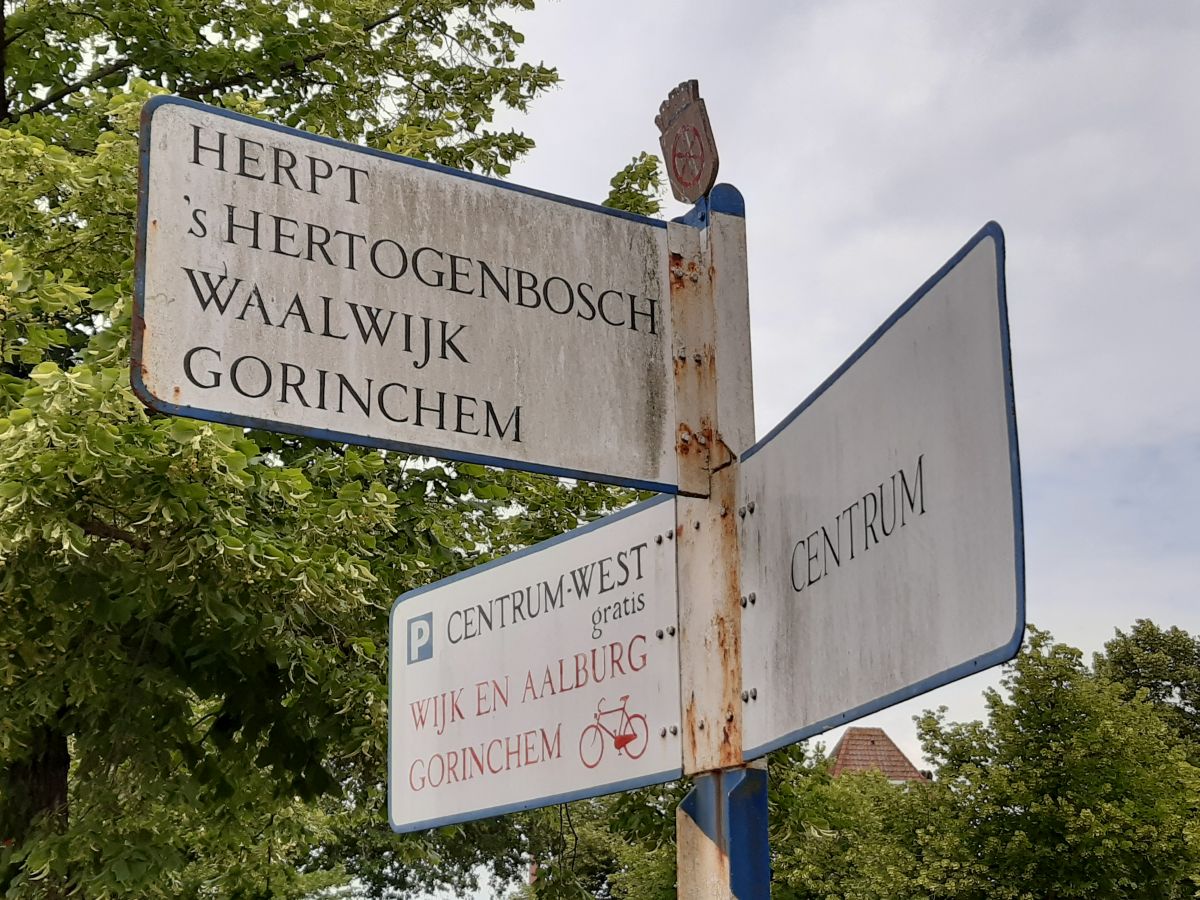 HERPT
's HERTOGENBOSCH
WAALWIJK
GORINCHEM
CENTRUM
P CENTRUM-WEST
gratis
WIJK EN AALBURG
GORINCHEM